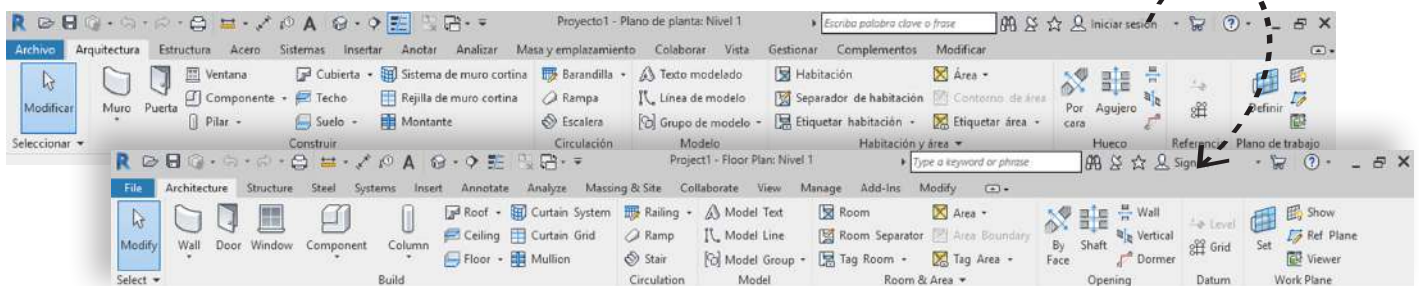 Proyecto1 - Plano de planta: Nivel 1 Escriba palabra clave o frase Iniciar sesión
Archivo Arquitectura Estructura Acero Sistemas Insertar Anotar Analizar Masa y emplazamiento Colaborar Vista Gestionar Complementos Modificar
Ventana Cubierta Sistema de muro cortina Barandilla Texto modelado Habitación Área
Modificar Muro Puerta Componente Techo Rejilla de muro cortina Rampa Línea de modelo Separador de habitación Contorno de área Por cara Agujero Definir
Pilar Suelo Montante Escalera Grupo de modelo Etiquetar habitación Etiquetar área
Seleccionar Construir Circulación Modelo Habitación y área Hueco Referencia Plano de trabajo
Project1 - Floor Plan: Nivel 1 Type a keyword or phrase Sign
File Architecture Structure Steel Systems Insert Annotate Analyze Massing & Site Collaborate View Manage Add-Ins Modify
Roof Curtain System Railing Model Text Room Area Wall Level Show
Modify Wall Door Window Component Column Ceiling Curtain Grid Ramp Model Line Room Separator Area Boundary By Face Shaft Vertical Grid Set Ref Plane
Floor Mullion Stair Model Group Tag Room Tag Area Dormer Viewer
Select Build Circulation Model Room & Area Opening Datum Work Plane